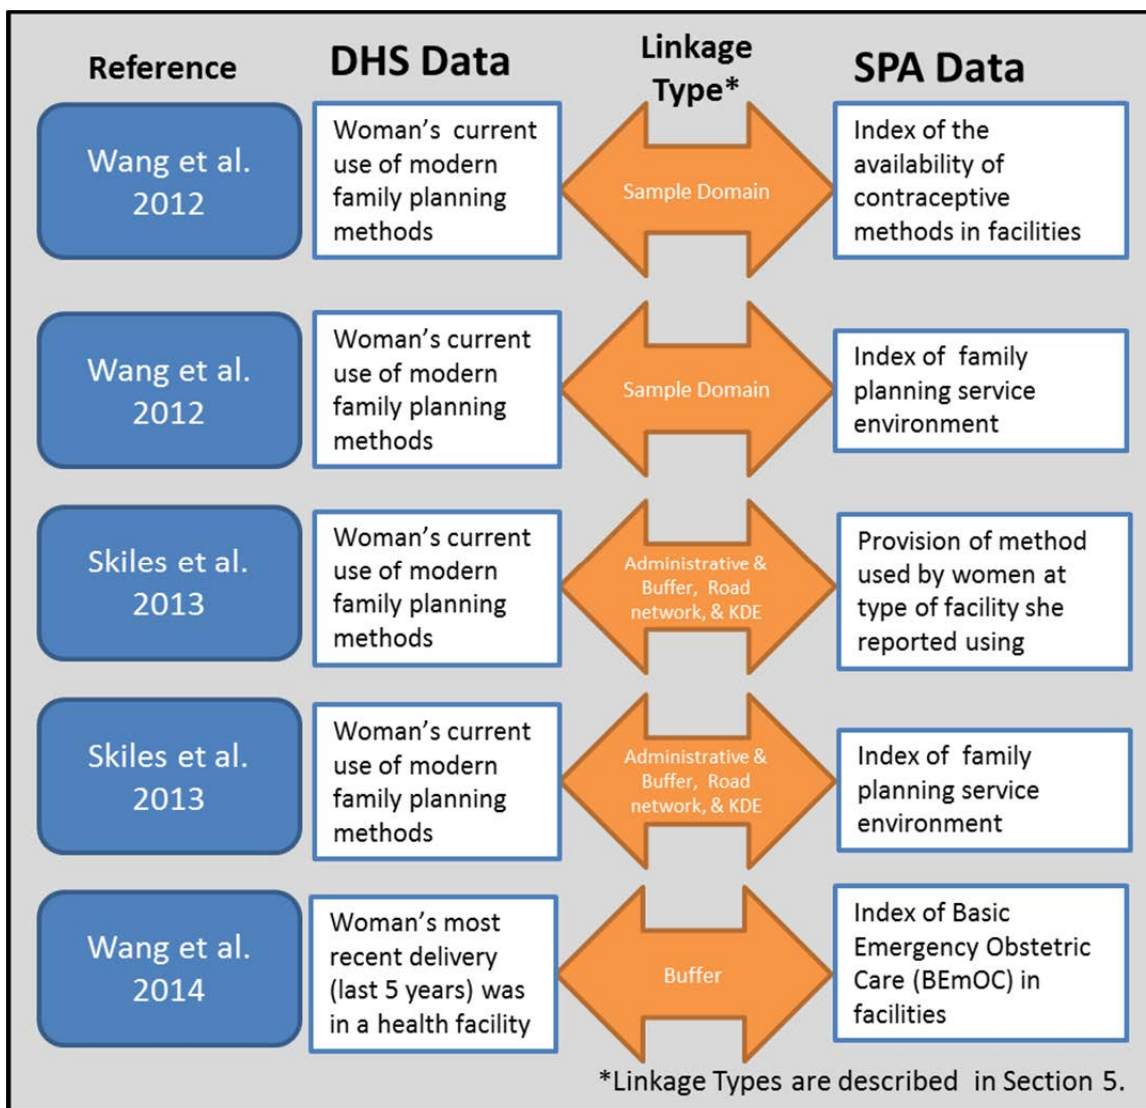 Reference
DHS Data
Linkage
Type*
SPA Data
Wang et al.
2012
Woman's current
use of modern
family planning
methods
Sample Domain
Index of the
availability of
contraceptive
methods in facilities
Wang et al.
2012
Woman's current
use of modern
family planning
methods
Sample Domain
Index of family
planning service
environment
Skiles et al.
2013
Woman's current
use of modern
family planning
methods
Administrative &
Buffer, Road
network, & KDE
Provision of method
used by women at
type of facility she
reported using
Skiles et al.
2013
Woman's current
use of modern
family planning
methods
Administrative &
Buffer, Road
network, & KDE
Index of family
planning service
environment
Wang et al.
2014
Woman's most
recent delivery
(last 5 years) was
in a health facility
Buffer
Index of Basic
Emergency Obstetric
Care (BEmOC) in
facilities
*Linkage Types are described in Section 5.